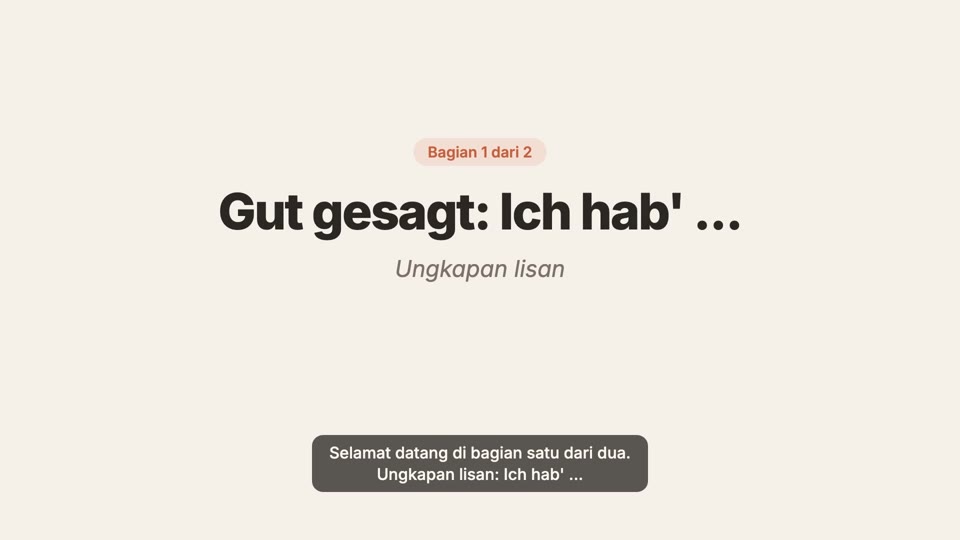 Bagian 1 dari 2
Gut gesagt: Ich hab' ...
Ungkapan lisan
Selamat datang di bagian satu dari dua.
Ungkapan lisan: Ich hab' ...